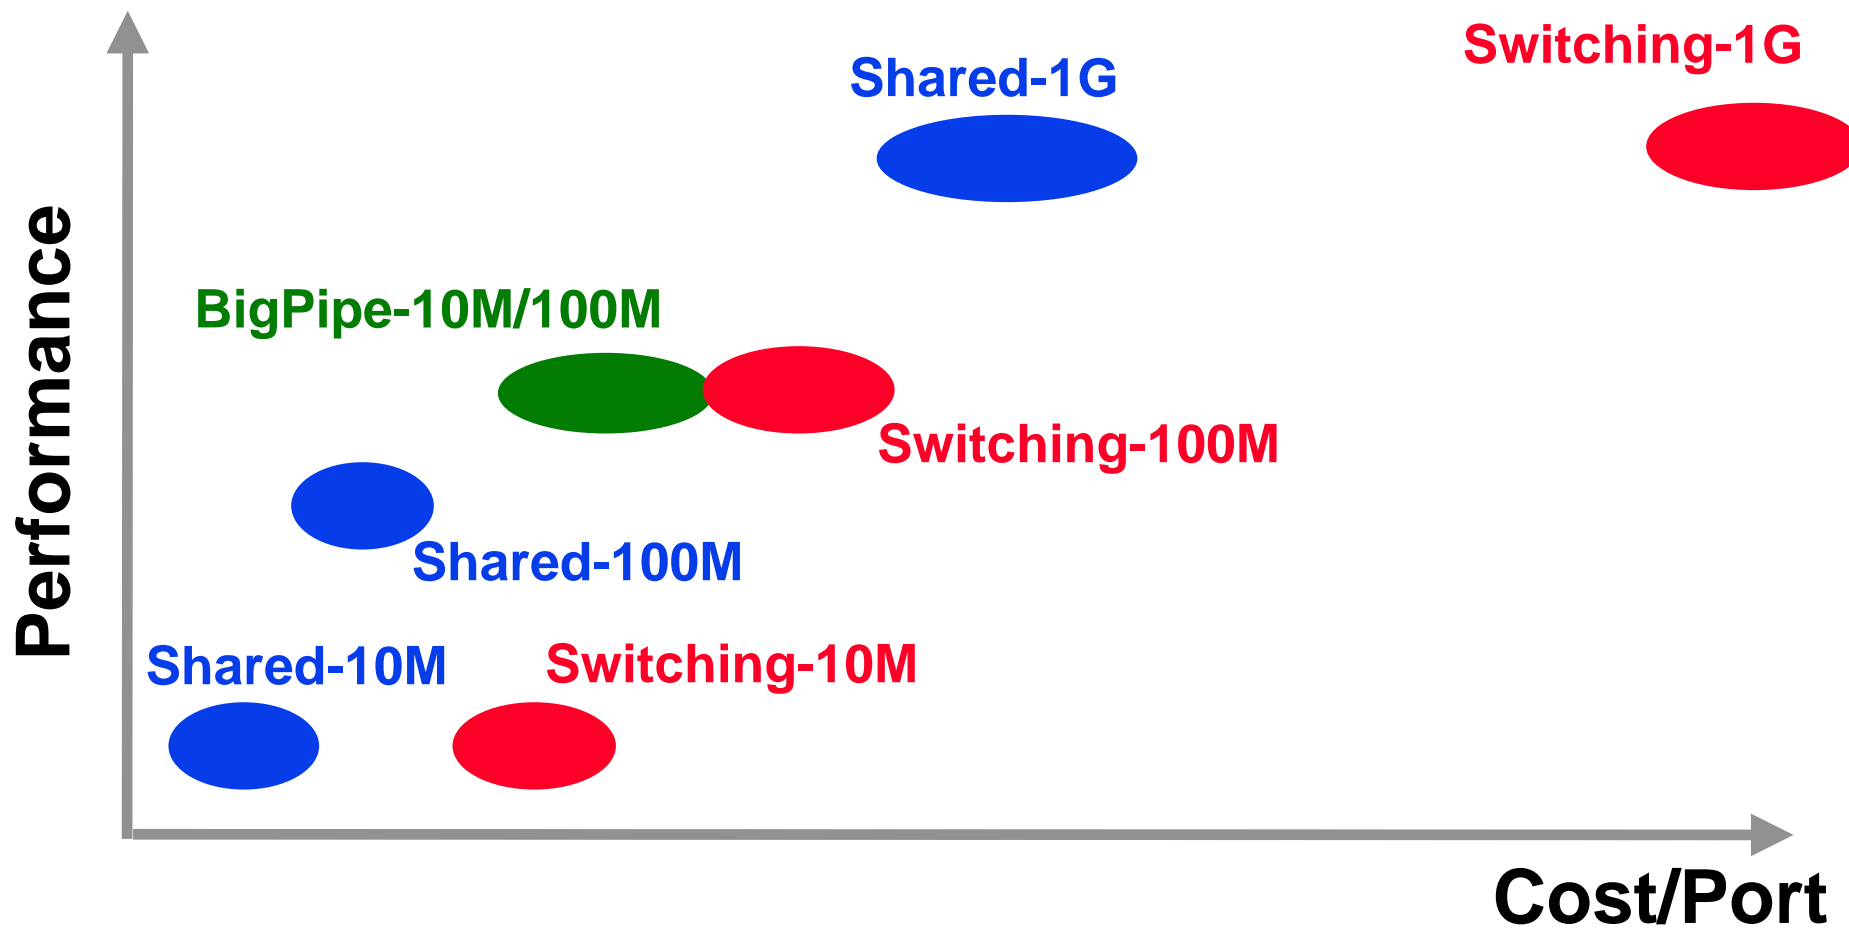 Switching-1G
Shared-1G
BigPipe-10M/100M
Switching-100M
Shared-100M
Shared-10M
Switching-10M
Performance
Cost/Port